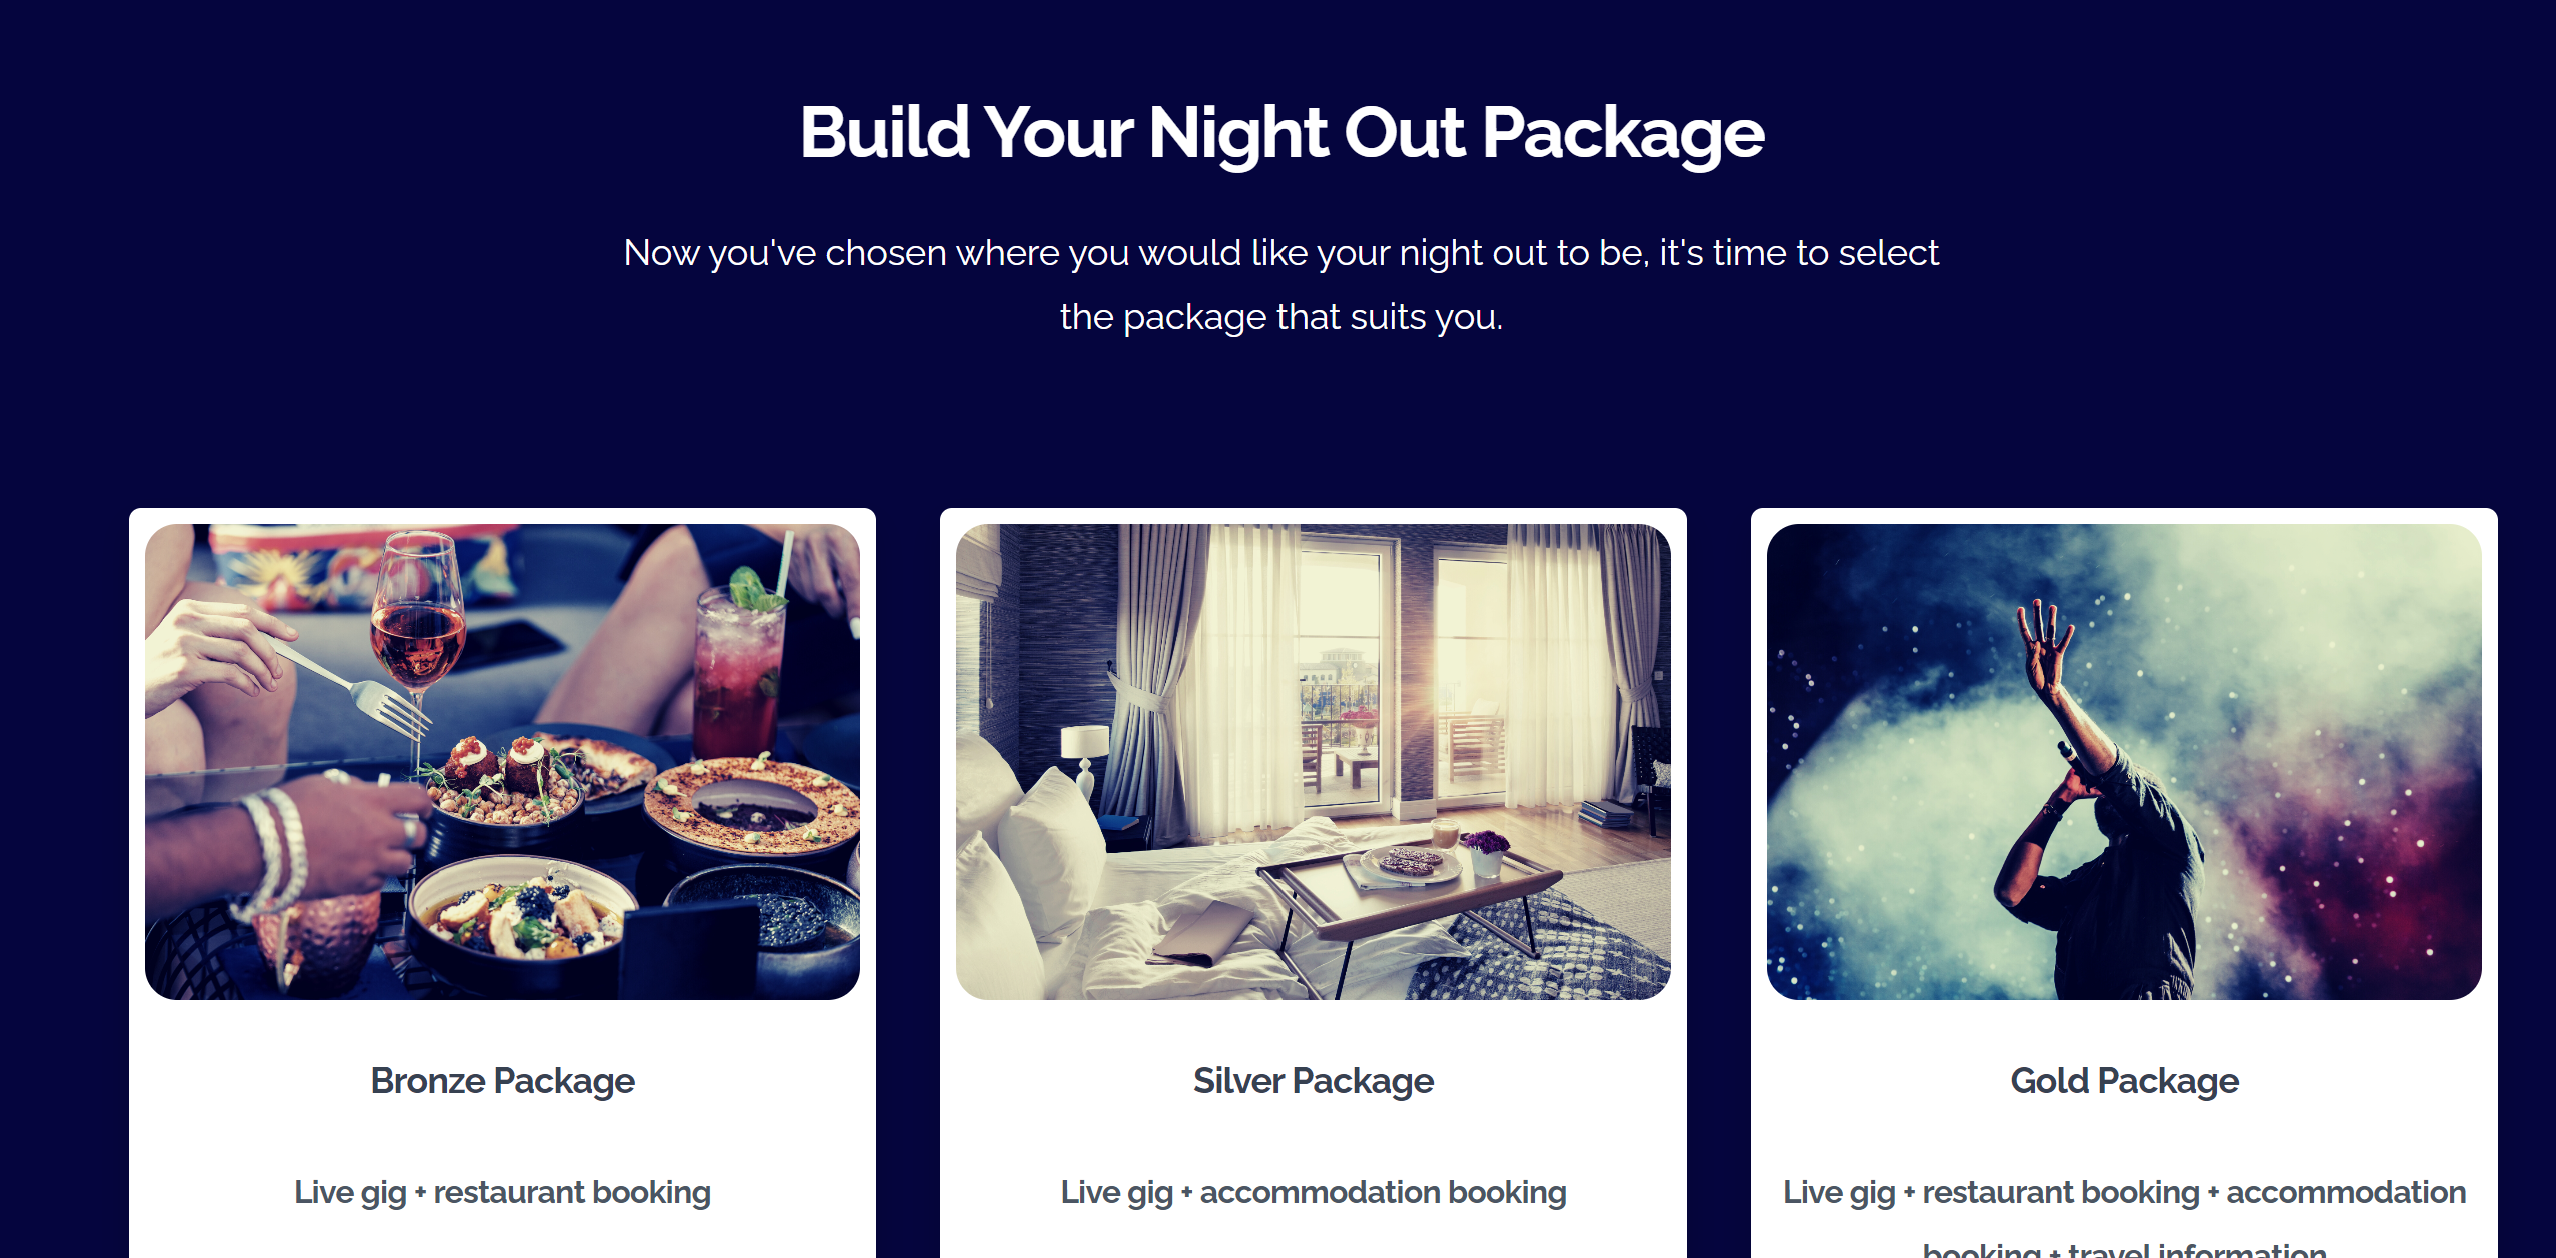 Build Your Night Out Package
Now you've chosen where you would like your night out to be, it's time to select
the package that suits you.
Bronze Package
Live gig + restaurant booking
Silver Package
Live gig + accommodation booking
Gold Package
Live gig + restaurant booking + accommodation
booking + travel information